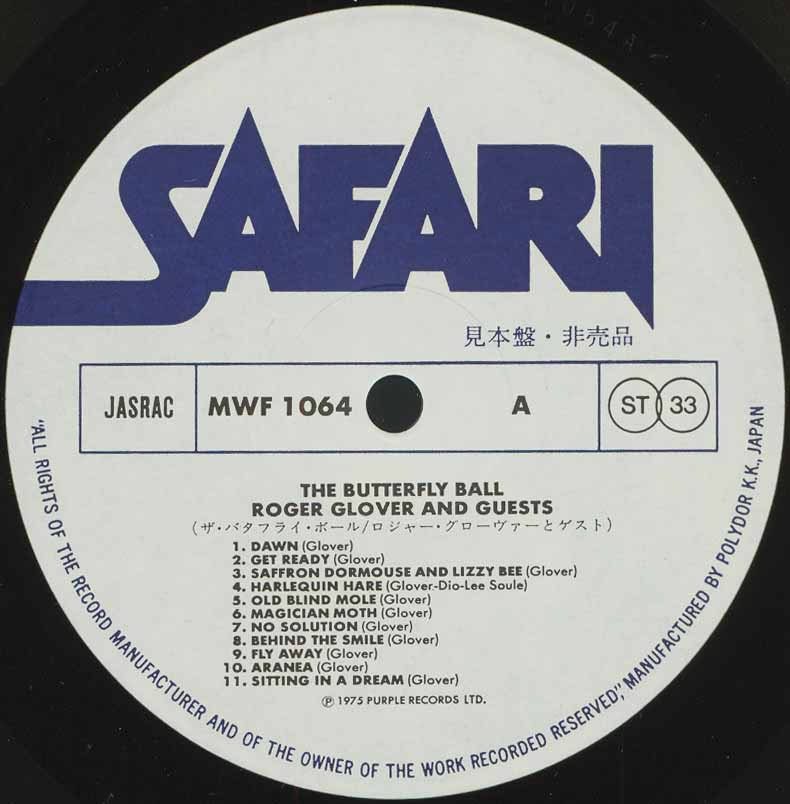 SAFARI
見本盤・非売品
JASRAC MWF 1064 A ST 33
THE BUTTERFLY BALL
ROGER GLOVER AND GUESTS
(ザ・バタフライ・ボール/ロジャー・グローヴァーとゲスト)
1. DAWN (Glover)
2. GET READY (Glover)
3. SAFFRON DORMOUSE AND LIZZY BEE (Glover)
4. HARLEQUIN HARE (Glover-Dio-Lee Soule)
5. OLD BLIND MOLE (Glover)
6. MAGICIAN MOTH (Glover)
7. NO SOLUTION (Glover)
8. BEHIND THE SMILE (Glover)
9. FLY AWAY (Glover)
10. ARANEA (Glover)
11. SITTING IN A DREAM (Glover)
Ⓟ 1975 PURPLE RECORDS LTD.
"ALL RIGHTS OF THE RECORD MANUFACTURER AND OF THE OWNER OF THE WORK RECORDED RESERVED," MANUFACTURED BY POLYDOR K.K., JAPAN